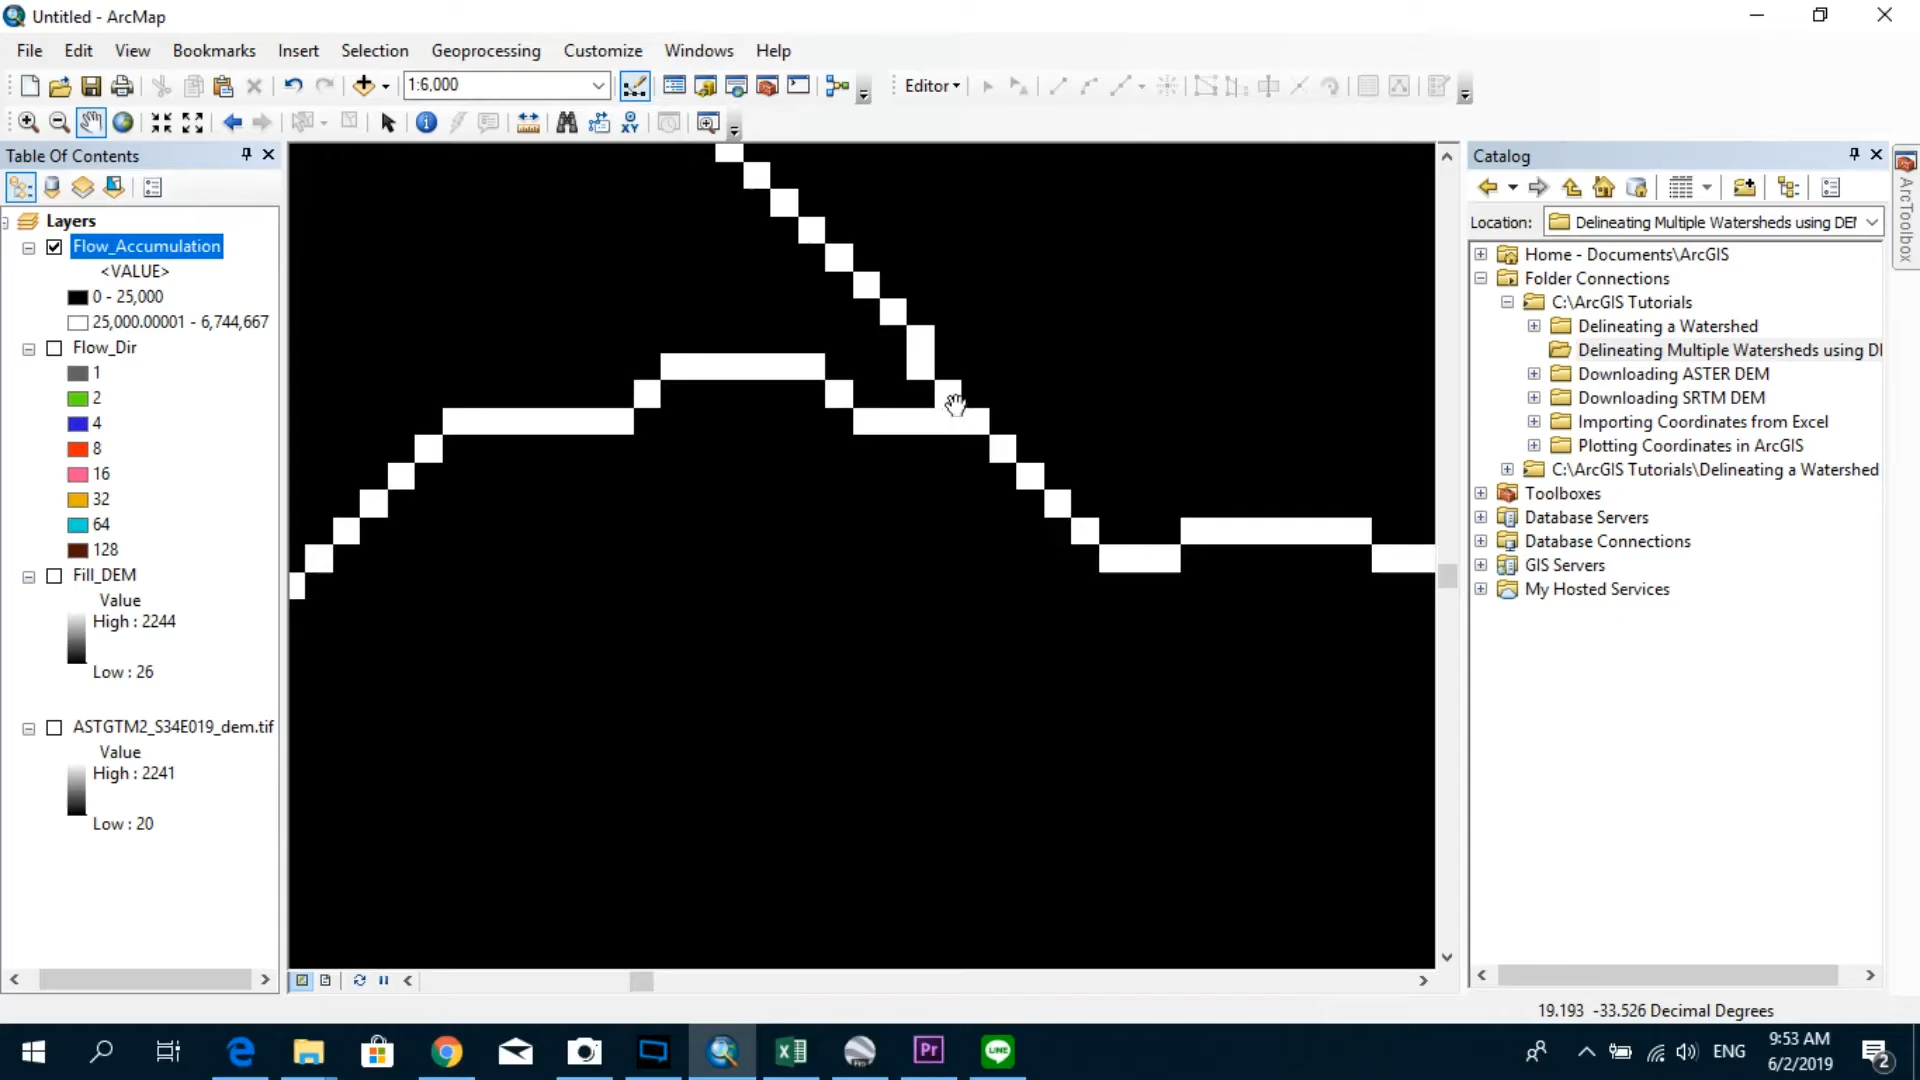 Untitled - ArcMap
File Edit View Bookmarks Insert Selection Geoprocessing Customize Windows Help
1:6,000 Editor
XY
Table Of Contents
Layers
Flow_Accumulation
<VALUE>
0 - 25,000
25,000.00001 - 6,744,667
Flow_Dir
1
2
4
8
16
32
64
128
Fill_DEM
Value
High : 2244
Low : 26
ASTGTM2_S34E019_dem.tif
Value
High : 2241
Low : 20
Catalog
Location: Delineating Multiple Watersheds using DEM
Home - Documents\ArcGIS
Folder Connections
C:\ArcGIS Tutorials
Delineating a Watershed
Delineating Multiple Watersheds using DE
Downloading ASTER DEM
Downloading SRTM DEM
Importing Coordinates from Excel
Plotting Coordinates in ArcGIS
C:\ArcGIS Tutorials\Delineating a Watershed
Toolboxes
Database Servers
Database Connections
GIS Servers
My Hosted Services
ArcToolbox
19.193 -33.526 Decimal Degrees
Pr
LINE
ENG
9:53 AM
6/2/2019
2